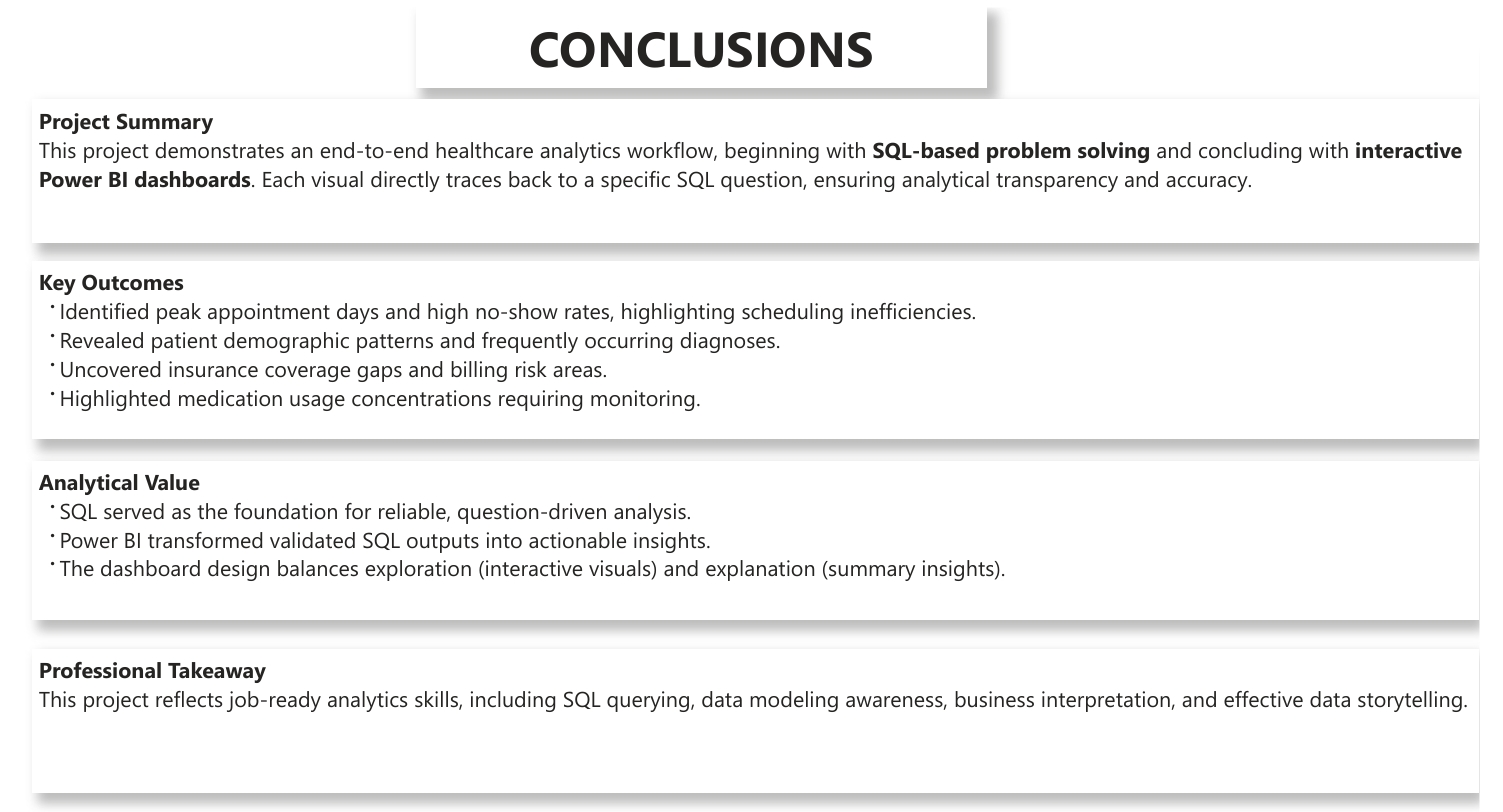 CONCLUSIONS
Project Summary
This project demonstrates an end-to-end healthcare analytics workflow, beginning with SQL-based problem solving and concluding with interactive
Power BI dashboards. Each visual directly traces back to a specific SQL question, ensuring analytical transparency and accuracy.
Key Outcomes
· Identified peak appointment days and high no-show rates, highlighting scheduling inefficiencies.
· Revealed patient demographic patterns and frequently occurring diagnoses.
· Uncovered insurance coverage gaps and billing risk areas.
· Highlighted medication usage concentrations requiring monitoring.
Analytical Value
· SQL served as the foundation for reliable, question-driven analysis.
· Power BI transformed validated SQL outputs into actionable insights.
· The dashboard design balances exploration (interactive visuals) and explanation (summary insights).
Professional Takeaway
This project reflects job-ready analytics skills, including SQL querying, data modeling awareness, business interpretation, and effective data storytelling.